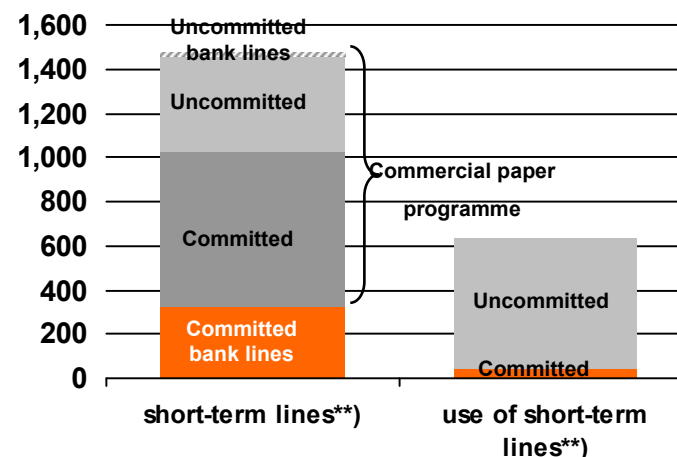 1,600
1,400
1,200
1,000
800
600
400
200
0
Uncommitted
bank lines
Uncommitted
Committed
Committed
bank lines
Commercial paper
programme
Uncommitted
Committed
short-term lines**)
use of short-term
lines**)